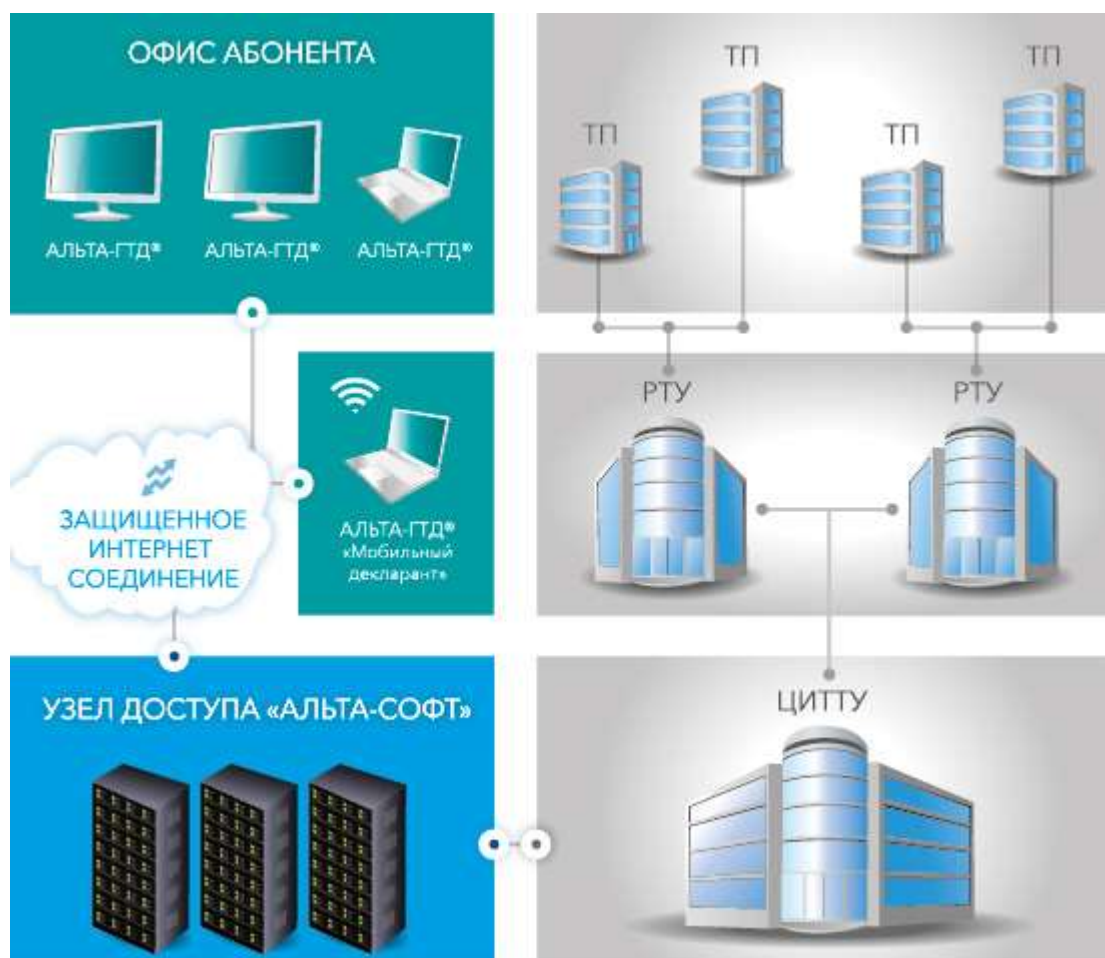 ОФИС АБОНЕНТА
АЛЬТА-ГТД®
АЛЬТА-ГТД®
АЛЬТА-ГТД®
ТП
ТП
ТП
ТП
АЛЬТА-ГТД®
«Мобильный
декларант»
ЗАЩИЩЕННОЕ
ИНТЕРНЕТ
СОЕДИНЕНИЕ
РТУ
РТУ
УЗЕЛ ДОСТУПА «АЛЬТА-СОФТ»
ЦИТТУ